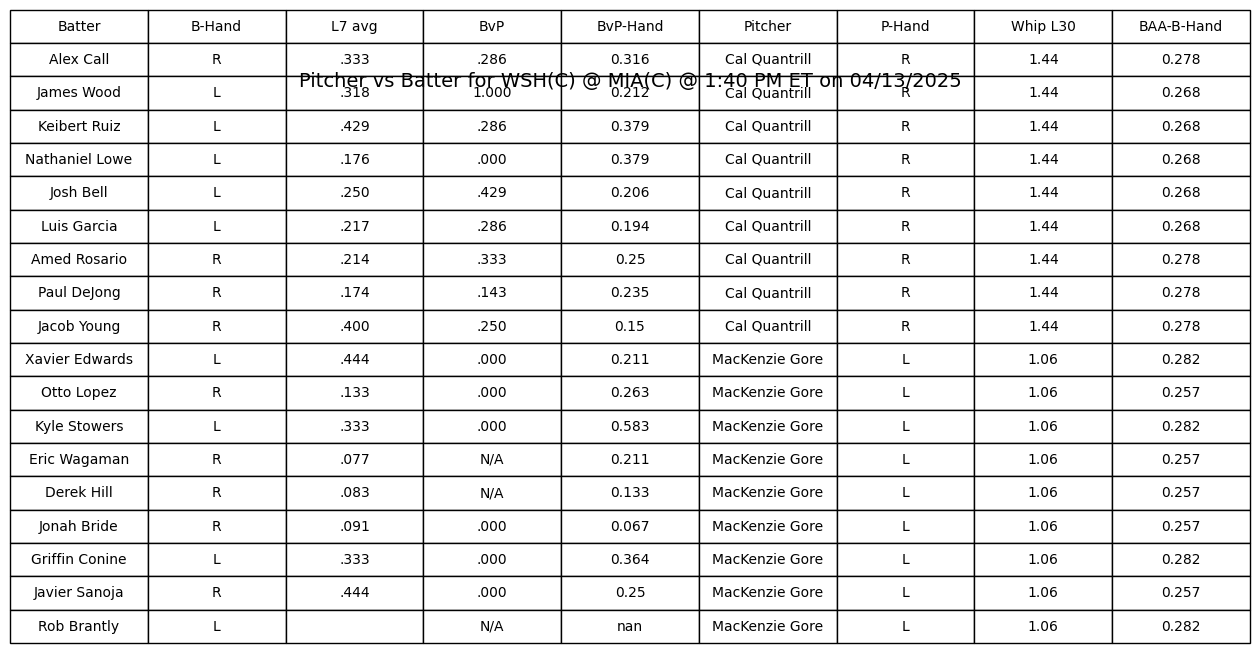 Batter B-Hand L7 avg BvP BvP-Hand Pitcher P-Hand Whip L30 BAA-B-Hand
Alex Call R .333 .286 0.316 Cal Quantrill R 1.44 0.278
Pitcher vs Batter for WSH(C) @ MIA(C) @ 1:40 PM ET on 04/13/2025
James Wood L .318 1.000 0.212 Cal Quantrill R 1.44 0.268
Keibert Ruiz L .429 .286 0.379 Cal Quantrill R 1.44 0.268
Nathaniel Lowe L .176 .000 0.379 Cal Quantrill R 1.44 0.268
Josh Bell L .250 .429 0.206 Cal Quantrill R 1.44 0.268
Luis Garcia L .217 .286 0.194 Cal Quantrill R 1.44 0.268
Amed Rosario R .214 .333 0.25 Cal Quantrill R 1.44 0.278
Paul DeJong R .174 .143 0.235 Cal Quantrill R 1.44 0.278
Jacob Young R .400 .250 0.15 Cal Quantrill R 1.44 0.278
Xavier Edwards L .444 .000 0.211 MacKenzie Gore L 1.06 0.282
Otto Lopez R .133 .000 0.263 MacKenzie Gore L 1.06 0.257
Kyle Stowers L .333 .000 0.583 MacKenzie Gore L 1.06 0.282
Eric Wagaman R .077 N/A 0.211 MacKenzie Gore L 1.06 0.257
Derek Hill R .083 N/A 0.133 MacKenzie Gore L 1.06 0.257
Jonah Bride R .091 .000 0.067 MacKenzie Gore L 1.06 0.257
Griffin Conine L .333 .000 0.364 MacKenzie Gore L 1.06 0.282
Javier Sanoja R .444 .000 0.25 MacKenzie Gore L 1.06 0.257
Rob Brantly L N/A nan MacKenzie Gore L 1.06 0.282